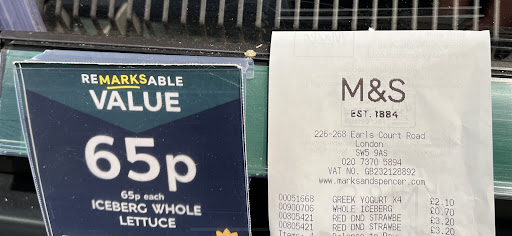 REMARKSABLE
VALUE
65p
65p each
ICEBERG WHOLE
LETTUCE
M&S
EST. 1884
226-268 Earls Court Road
London
SW5 9AS
020 7370 5894
VAT NO. GB232128892
www.marksandspencer.com
00051668 GREEK YOGURT X4 £2.10
00900706 WHOLE ICEBERG £0.70
00805421 RED DND STRAWBE £3.20
00805421 RED DND STRAWBE £3.20